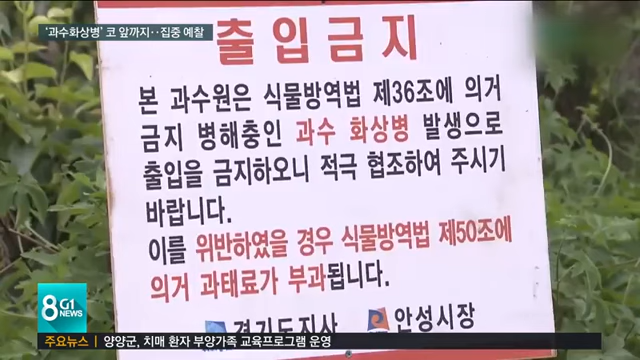 '과수화상병' 코 앞까‥집중 예찰
출입금지
본 과수원은 식물방역법 제36조에 의거
금지 병해충인 과수 화상병 발생으로
출입을 금지하오니 적극 협조하여 주시기
바랍니다.
이를 위반하였을 경우 식물방역법 제50조에
의거 과태료가 부과됩니다.
경기도지사 안성시장
8 G1 NEWS
주요뉴스 양양군, 치매 환자 부양가족 교육프로그램 운영